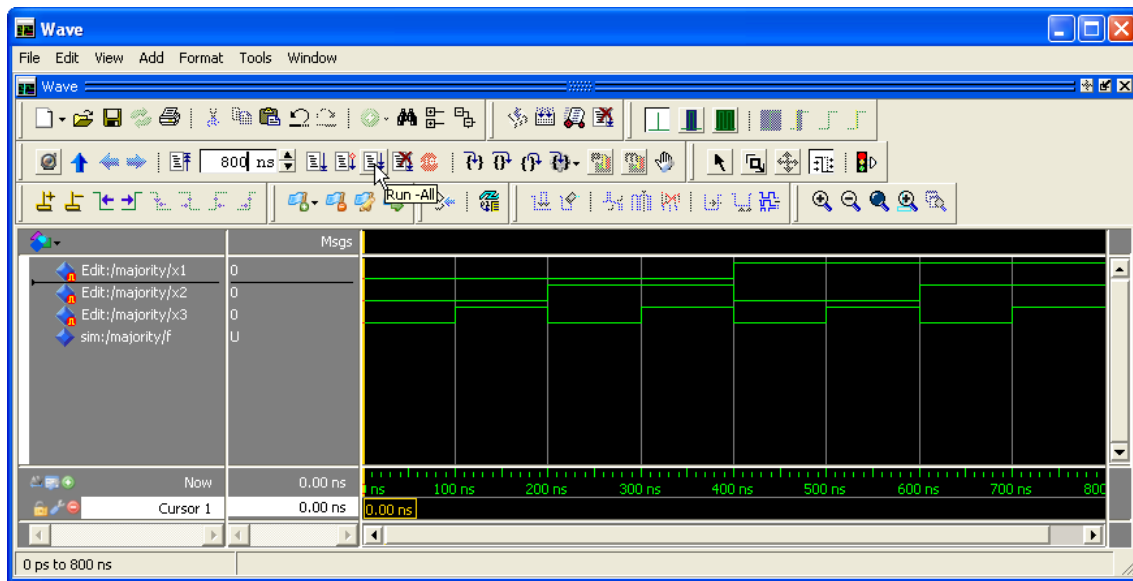 Wave
File Edit View Add Format Tools Window
Wave
800 ns
Run -All
Msgs
Edit:/majority/x1 0
Edit:/majority/x2 0
Edit:/majority/x3 0
sim:/majority/f U
Now 0.00 ns
ns 100 ns 200 ns 300 ns 400 ns 500 ns 600 ns 700 ns 800
Cursor 1 0.00 ns 0.00 ns
0 ps to 800 ns